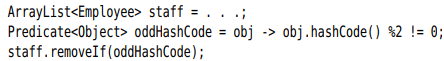 ArrayList<Employee> staff = . . .;
Predicate<Object> oddHashCode = obj -> obj.hashCode() %2 != 0;
staff.removeIf(oddHashCode);